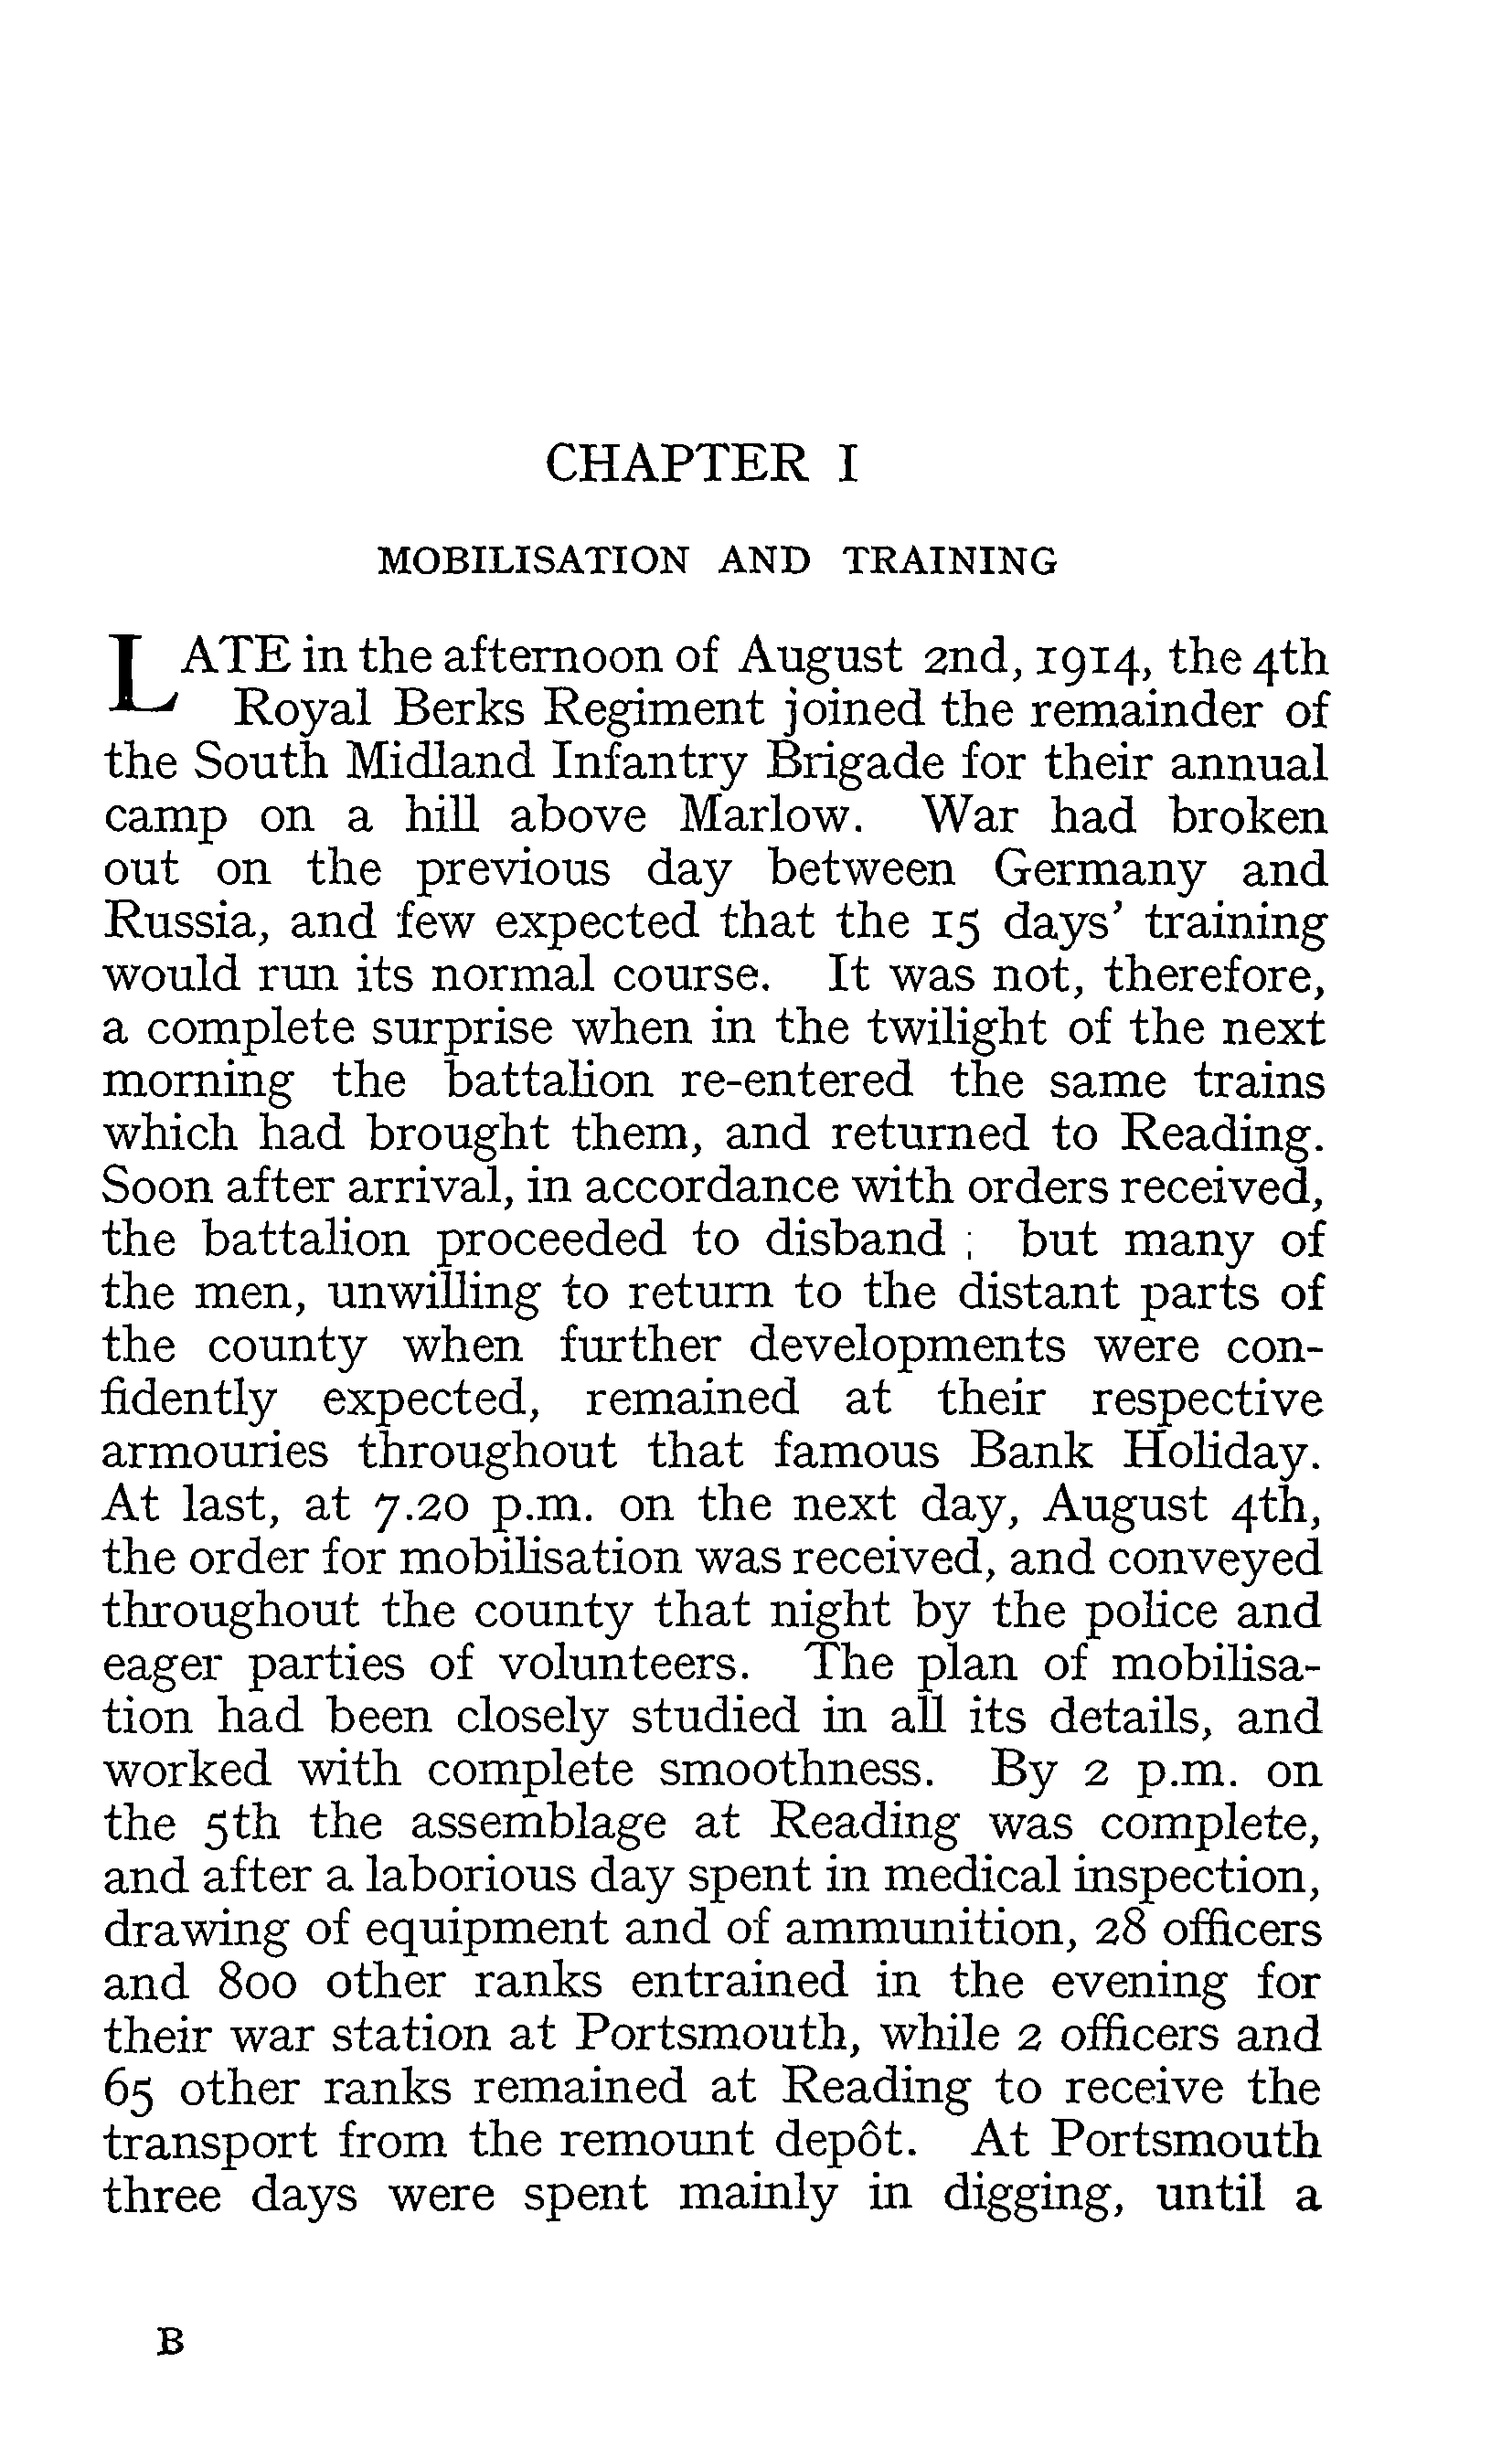 CHAPTER I
MOBILISATION AND TRAINING
LATE in the afternoon of August 2nd, 1914, the 4th
Royal Berks Regiment joined the remainder of
the South Midland Infantry Brigade for their annual
camp on a hill above Marlow. War had broken
out on the previous day between Germany and
Russia, and few expected that the 15 days' training
would run its normal course. It was not, therefore,
a complete surprise when in the twilight of the next
morning the battalion re-entered the same trains
which had brought them, and returned to Reading.
Soon after arrival, in accordance with orders received,
the battalion proceeded to disband ; but many of
the men, unwilling to return to the distant parts of
the county when further developments were con-
fidently expected, remained at their respective
armouries throughout that famous Bank Holiday.
At last, at 7.20 p.m. on the next day, August 4th,
the order for mobilisation was received, and conveyed
throughout the county that night by the police and
eager parties of volunteers. The plan of mobilisa-
tion had been closely studied in all its details, and
worked with complete smoothness. By 2 p.m. on
the 5th the assemblage at Reading was complete,
and after a laborious day spent in medical inspection,
drawing of equipment and of ammunition, 28 officers
and 800 other ranks entrained in the evening for
their war station at Portsmouth, while 2 officers and
65 other ranks remained at Reading to receive the
transport from the remount depôt. At Portsmouth
three days were spent mainly in digging, until a
B